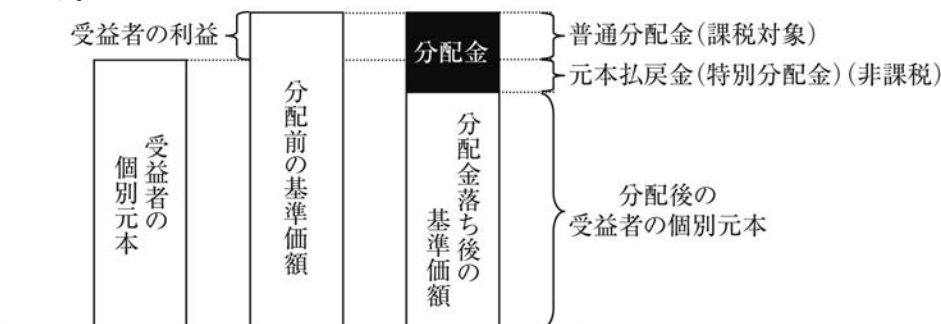 受益者の利益
分配金
普通分配金(課税対象)
元本払戻金(特別分配金)(非課税)
受益者の
個別元本
分配前の基準価額
分配金落ち後の
基準価額
分配後の
受益者の個別元本